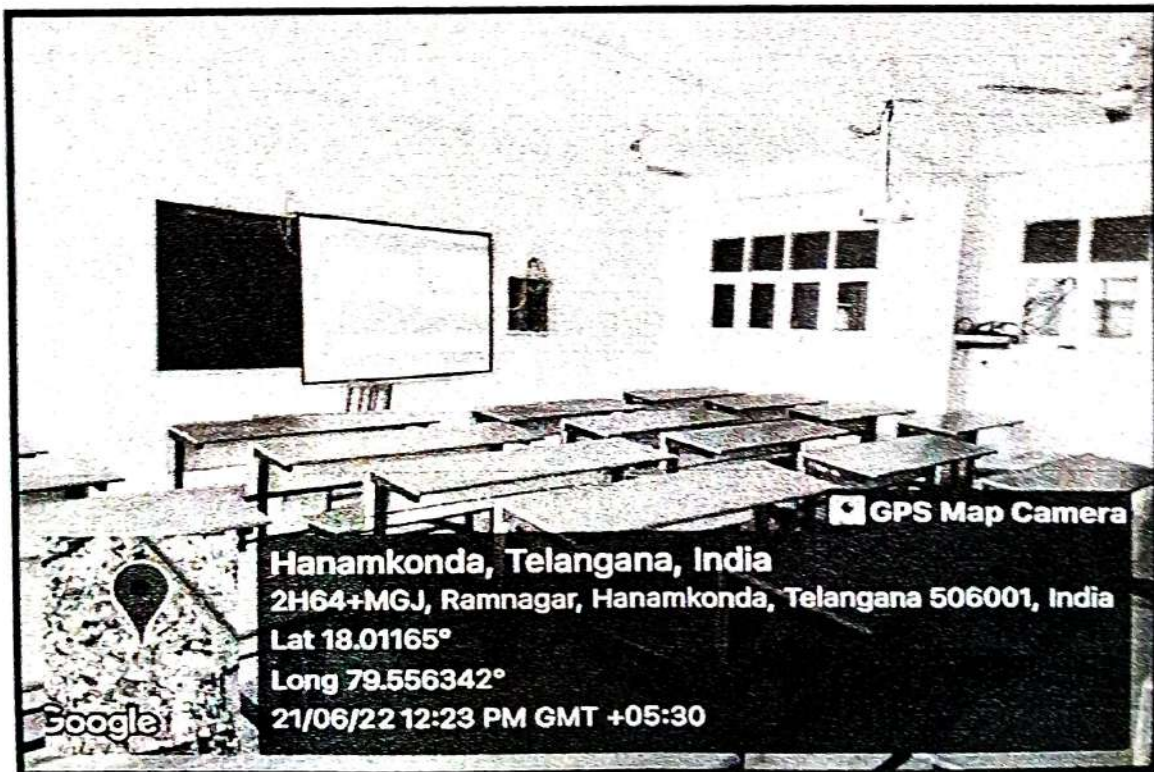 GPS Map Camera
Hanamkonda, Telangana, India
2H64+MGJ, Ramnagar, Hanamkonda, Telangana 506001, India
Lat 18.01165°
Long 79.556342°
21/06/22 12:23 PM GMT +05:30
Google